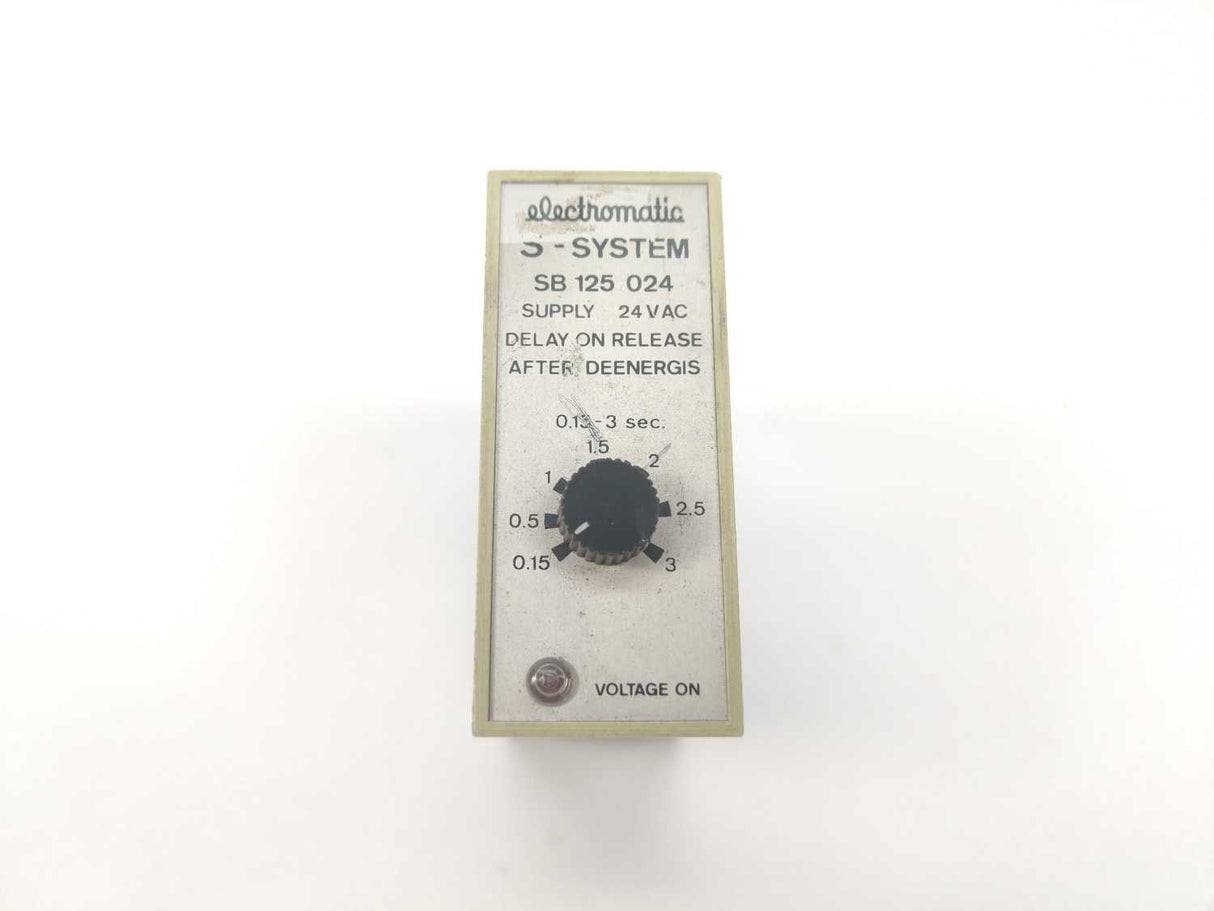 electromatic
S - SYSTEM
SB 125 024
SUPPLY 24 VAC
DELAY ON RELEASE
AFTER DEENERGIS
0.15-3 sec.
1.5
2
1
2.5
0.5
0.15
3
VOLTAGE ON